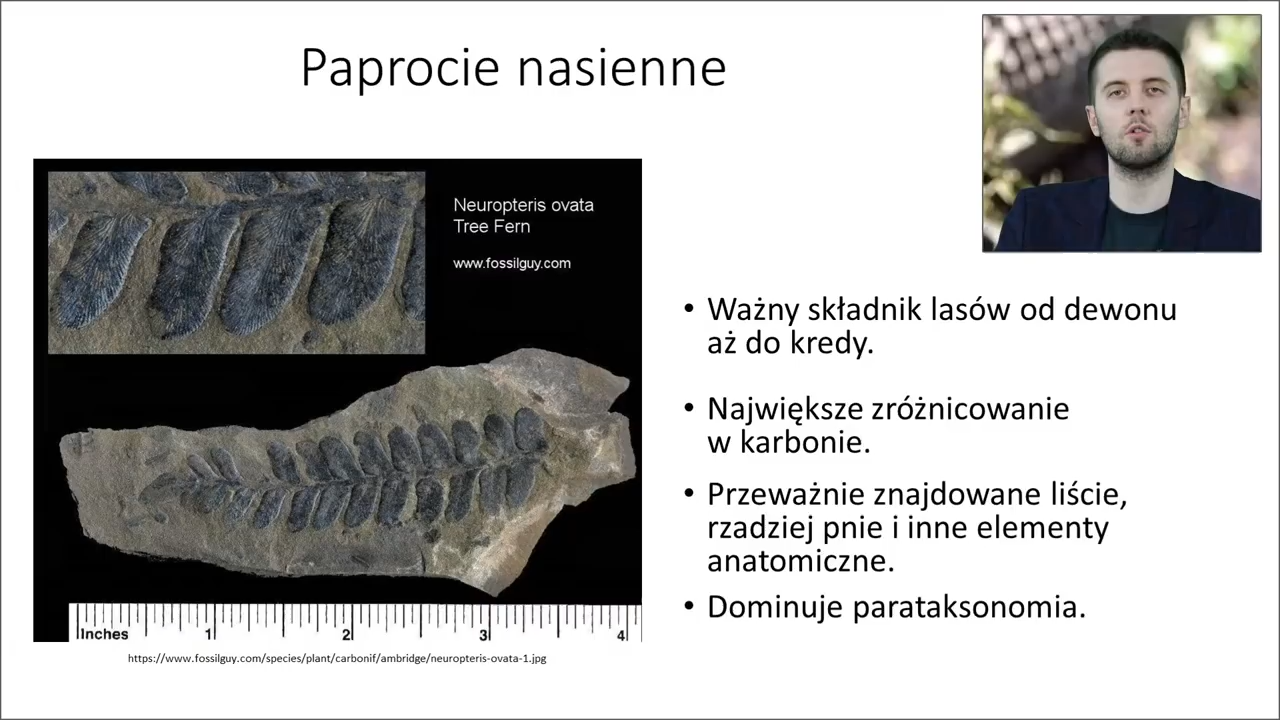 Paprocie nasienne
Neuropteris ovata
Tree Fern
www.fossilguy.com
Inches 1 2 3 4
https://www.fossilguy.com/species/plant/carbonif/ambridge/neuropteris-ovata-1.jpg
• Ważny składnik lasów od dewonu
aż do kredy.
• Największe zróżnicowanie
w karbonie.
• Przeważnie znajdowane liście,
rzadziej pnie i inne elementy
anatomiczne.
• Dominuje parataksonomia.